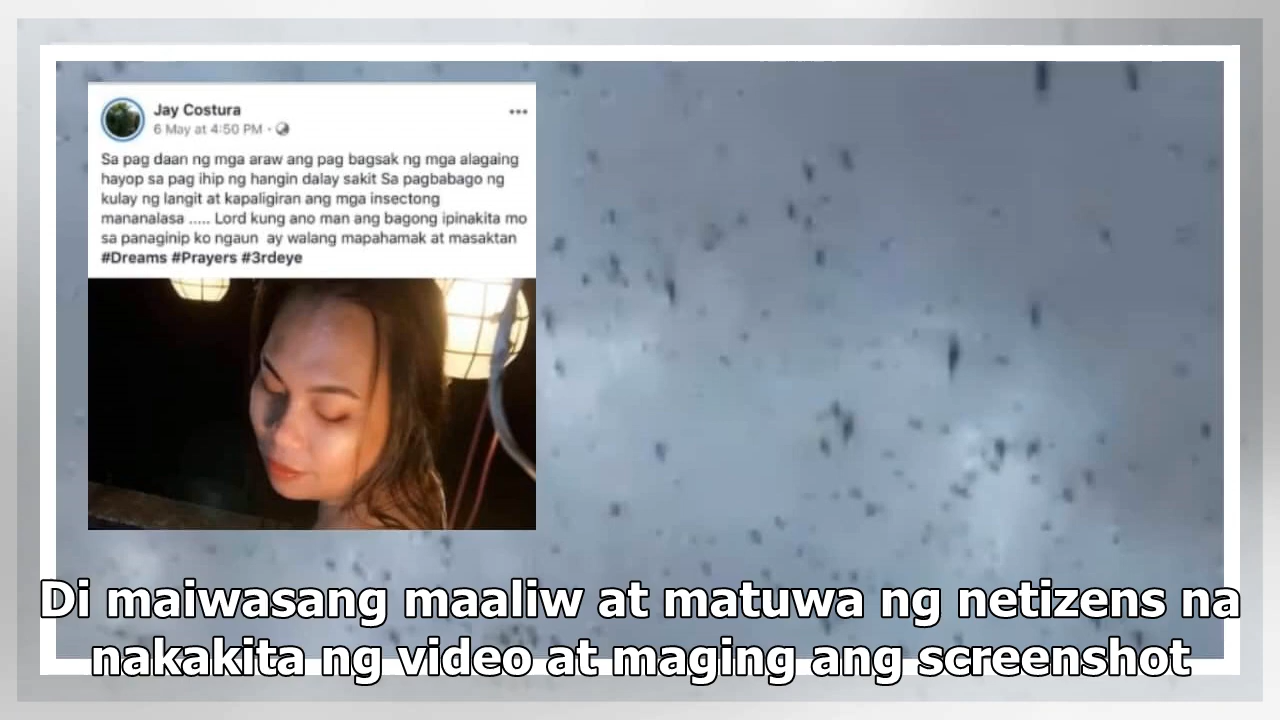 Jay Costura
6 May at 4:50 PM
Sa pag daan ng mga araw ang pag bagsak ng mga alagaing
hayop sa pag ihip ng hangin dalay sakit Sa pagbabago ng
kulay ng langit at kapaligiran ang mga insectong
mananalasa ..... Lord kung ano man ang bagong ipinakita mo
sa panaginip ko ngaun ay walang mapahamak at masaktan
#Dreams #Prayers #3rdeye
Di maiwasang maaliw at matuwa ng netizens na
nakakita ng video at maging ang screenshot